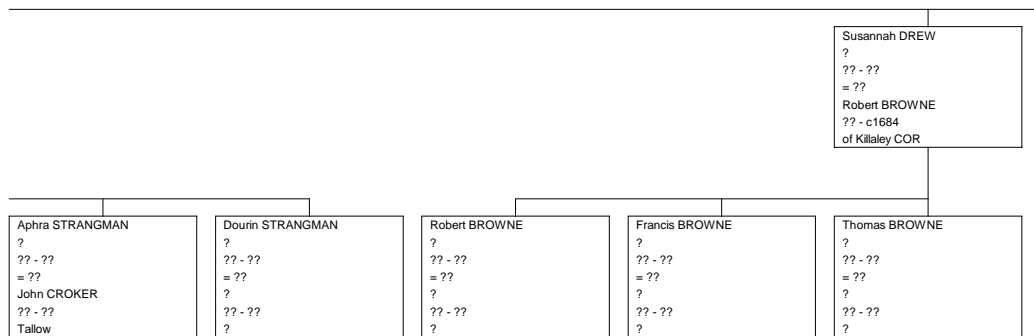 Susannah DREW
?
?? - ??
= ??
Robert BROWNE
?? - c1684
of Killaley COR
Aphra STRANGMAN
?
?? - ??
= ??
John CROKER
?? - ??
Tallow
Dourin STRANGMAN
?
?? - ??
= ??
?
?? - ??
?
Robert BROWNE
?
?? - ??
= ??
?
?? - ??
?
Francis BROWNE
?
?? - ??
= ??
?
?? - ??
?
Thomas BROWNE
?
?? - ??
= ??
?
?? - ??
?